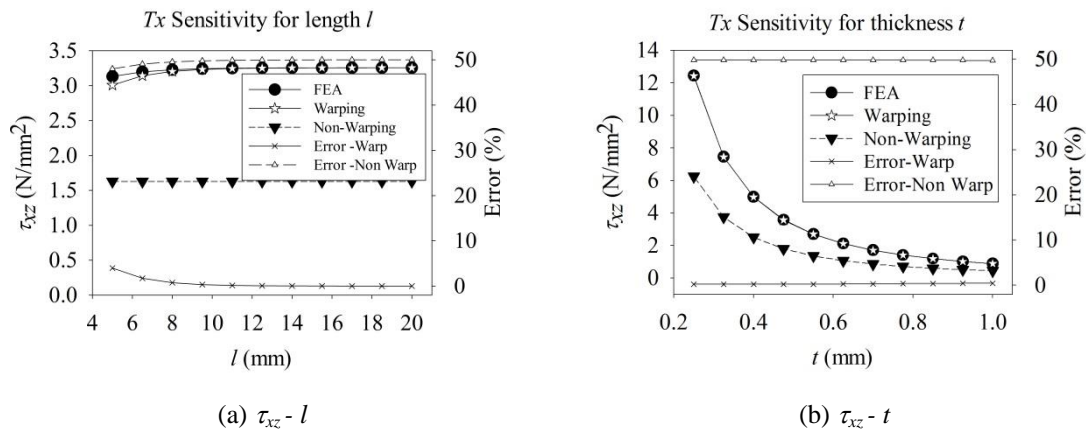 Tx Sensitivity for length l
3.5
3.0
2.5
2.0
1.5
1.0
0.5
0.0
τxz (N/mm²)
FEA
Warping
Non-Warping
Error -Warp
Error -Non Warp
50
40
30
20
10
0
Error (%)
4 6 8 10 12 14 16 18 20
l (mm)
(a) τxz - l
Tx Sensitivity for thickness t
14
12
10
8
6
4
2
0
τxz (N/mm²)
FEA
Warping
Non-Warping
Error-Warp
Error-Non Warp
60
50
40
30
20
10
0
Error (%)
0.2 0.4 0.6 0.8 1.0
t (mm)
(b) τxz - t